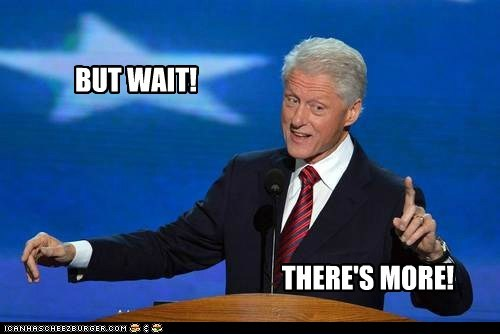 BUT WAIT!
THERE'S MORE!
ICANHASCHEEZBURGER.COM